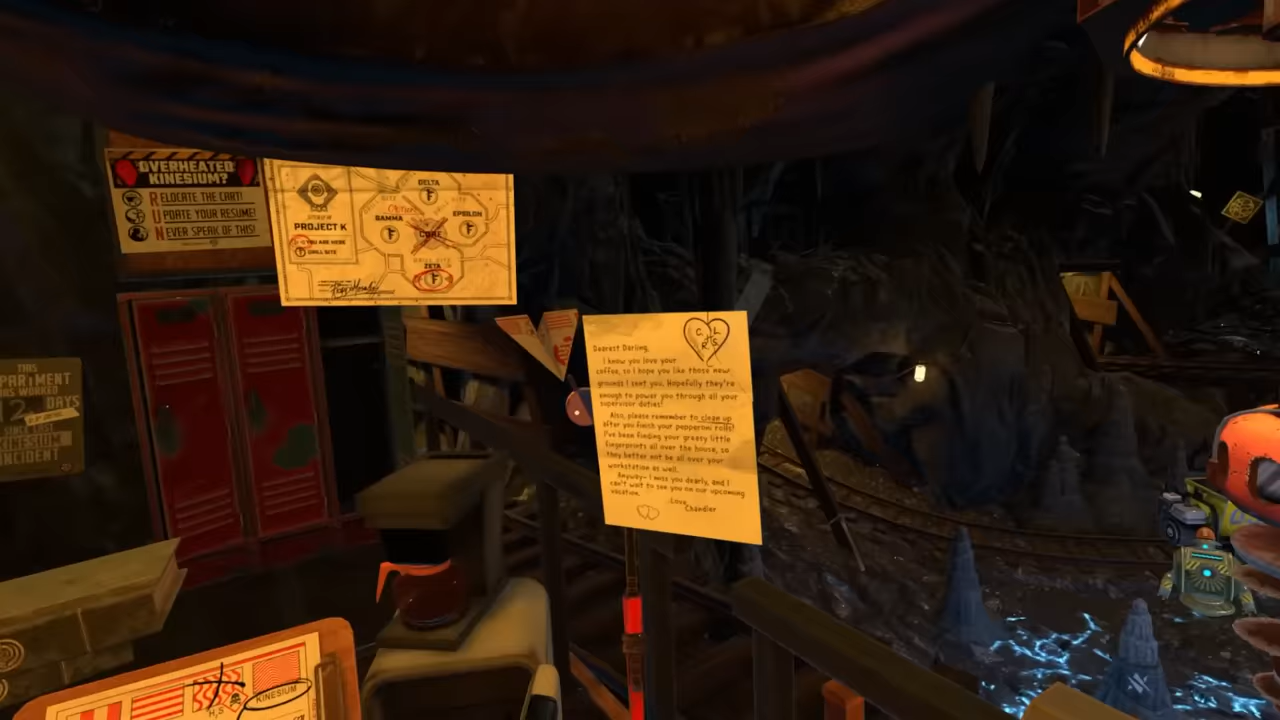 OVERHEATED
KINESIUM?
RELOCATE THE CART!
UPDATE YOUR RESUME!
NEVER SPEAK OF THIS!
PROJECT K
YOU ARE HERE
DRILL SITE
DELTA
GAMMA
EPSILON
CORE
DRILL SITE
ZETA
THIS
DEPARTMENT
HAS WORKED
DAYS
KINESIUM
INCIDENT
C. L.
+
R. S.
Dearest Darling,
I know you love your
coffee, so I hope you like those new
grounds I sent you. Hopefully they're
enough to power you through all your
supervisor duties!
Also, please remember to clean up
after you finish your pepperoni rolls!
I've been finding your greasy little
fingerprints all over the house, so
they better not be all over your
workstation as well.
Anyway- I miss you dearly, and I
can't wait to see you on our upcoming
vacation.
Love,
Chandler
H₂S
KINESIUM